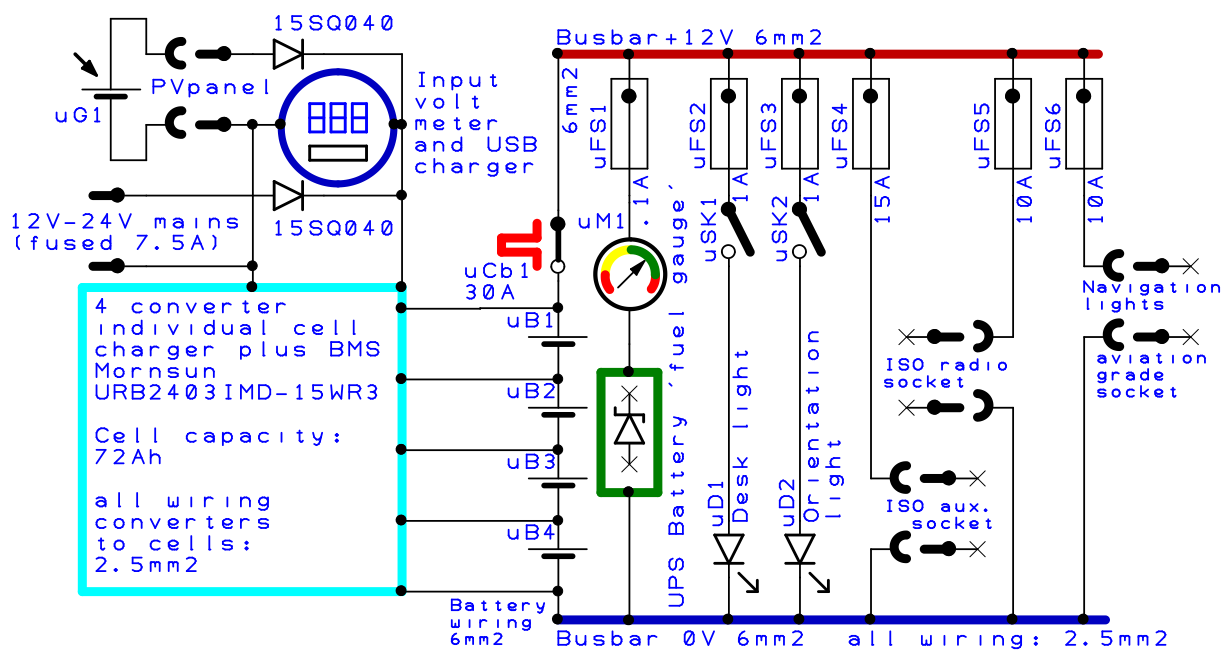 15SQ040
Busbar+12V 6mm2
PVpanel
uG1
888
Input
volt
meter
and USB
charger
6mm2
uFS1
uFS2
uFS3
uFS4
uFS5
uFS6
.1A
1A
1A
15A
10A
10A
12V-24V mains
(fused 7.5A)
15SQ040
uM1
uSK1
uSK2
uCb1
30A
Navigation
lights
4 converter
individual cell
charger plus BMS
Mornsun
URB2403IMD-15WR3
Cell capacity:
72Ah
all wiring
converters
to cells:
2.5mm2
uB1
uB2
uB3
uB4
UPS Battery 'fuel gauge'
uD1
Desk light
uD2
Orientation
light
ISO radio
socket
aviation
grade
socket
ISO aux.
socket
Battery
wiring
6mm2
Busbar 0V 6mm2 all wiring: 2.5mm2